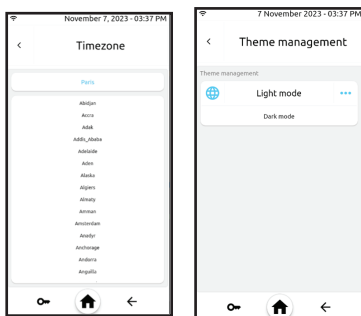 November 7, 2023 - 03:37 PM
Timezone
Paris
Abidjan
Accra
Adak
Addis_Ababa
Adelaide
Aden
Alaska
Algiers
Almaty
Amman
Amsterdam
Anadyr
Anchorage
Andorra
Anguilla
7 November 2023 - 03:37 PM
Theme management
Theme management
Light mode
Dark mode